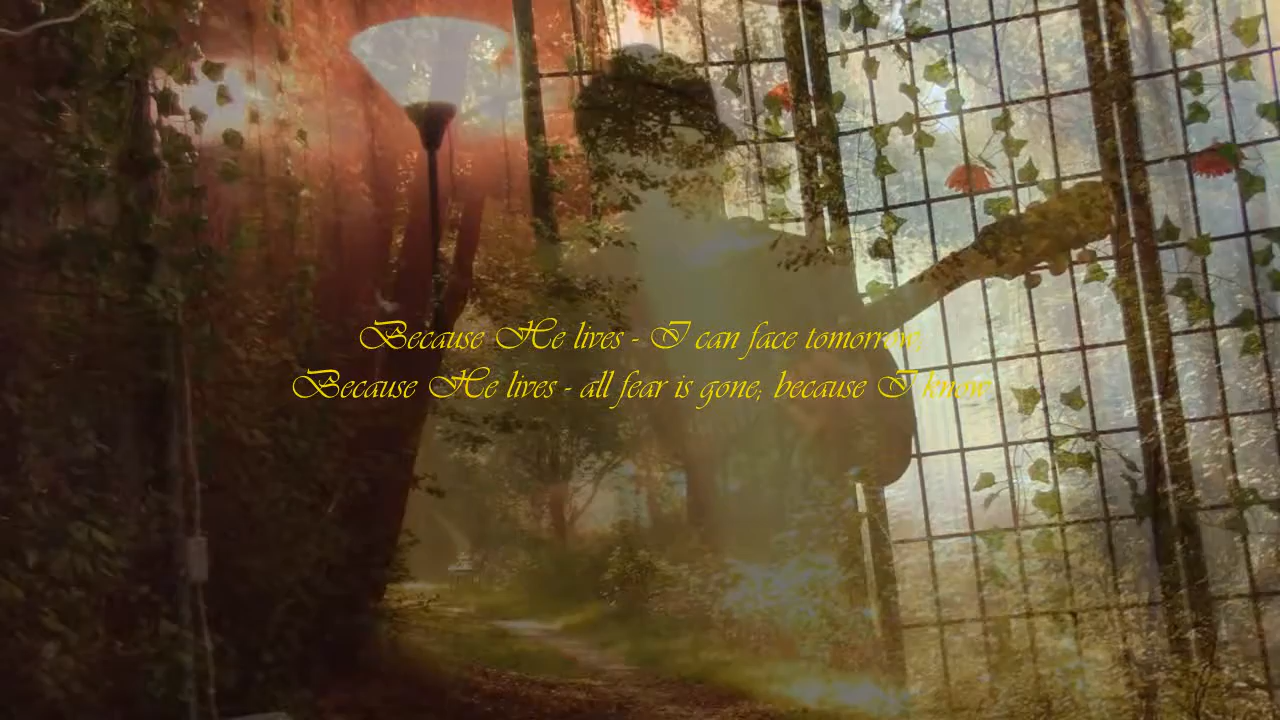 Because He lives - I can face tomorrow;
Because He lives - all fear is gone; because I know